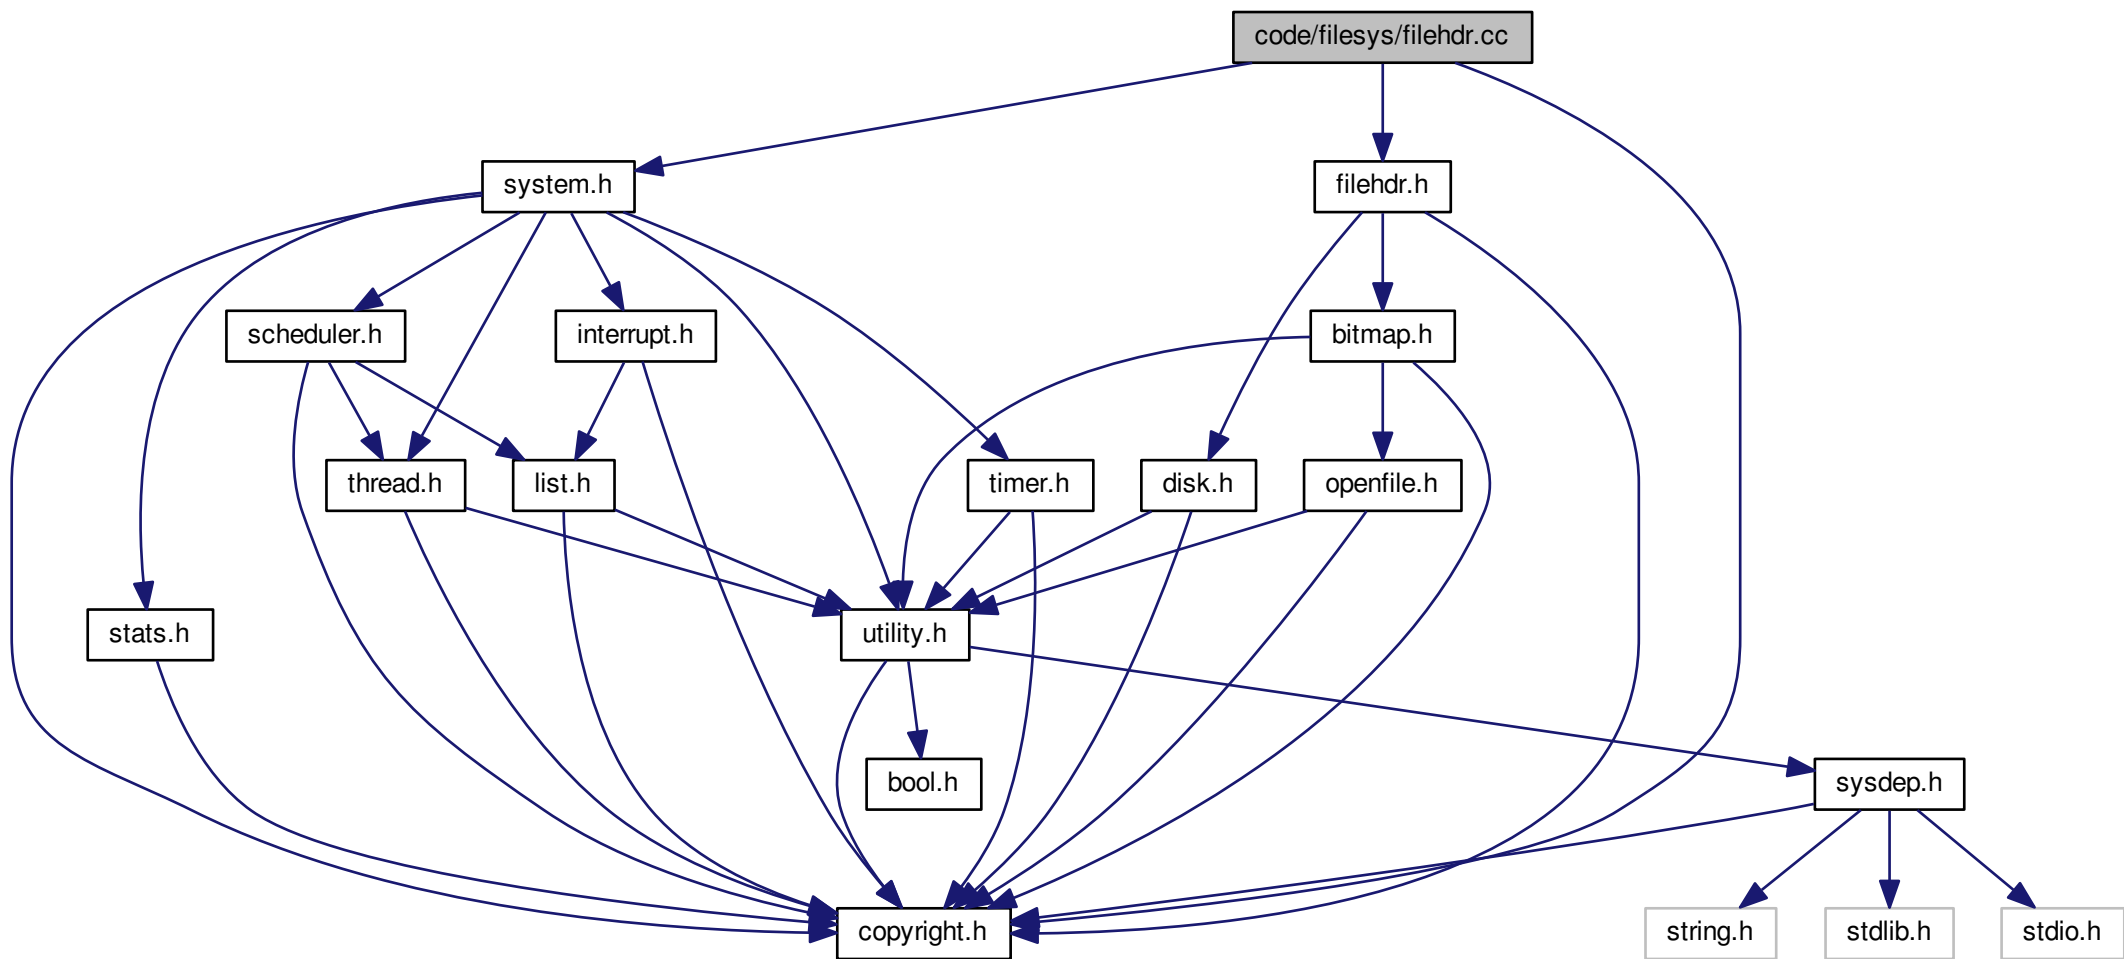 code/filesys/filehdr.cc
system.h
filehdr.h
scheduler.h
interrupt.h
bitmap.h
thread.h
list.h
timer.h
disk.h
openfile.h
stats.h
utility.h
bool.h
sysdep.h
copyright.h
string.h
stdlib.h
stdio.h